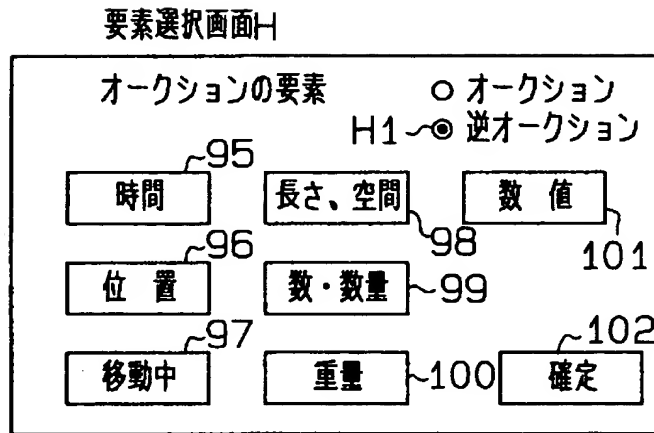 要素選択画面H
オークションの要素 ○ オークション
H1 ◉ 逆オークション
95
時間 長さ、空間 数 値
96 98 101
位 置 数・数量 99
97 102
移動中 重量 100 確定